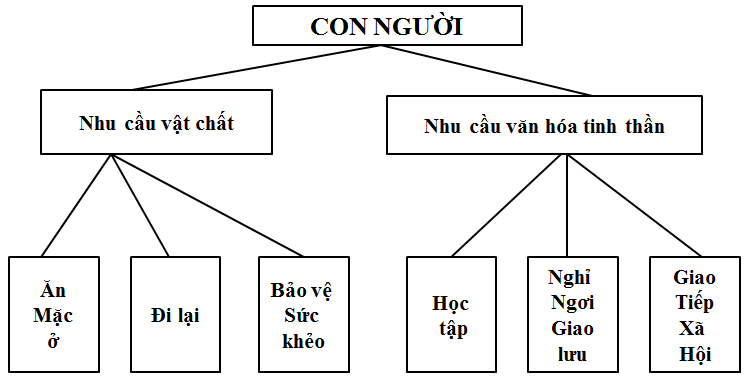 CON NGƯỜI
Nhu cầu vật chất
Nhu cầu văn hóa tinh thần
Ăn
Mặc
ở
Đi lại
Bảo vệ
Sức
khẻo
Học
tập
Nghỉ
Ngơi
Giao
lưu
Giao
Tiếp
Xã
Hội